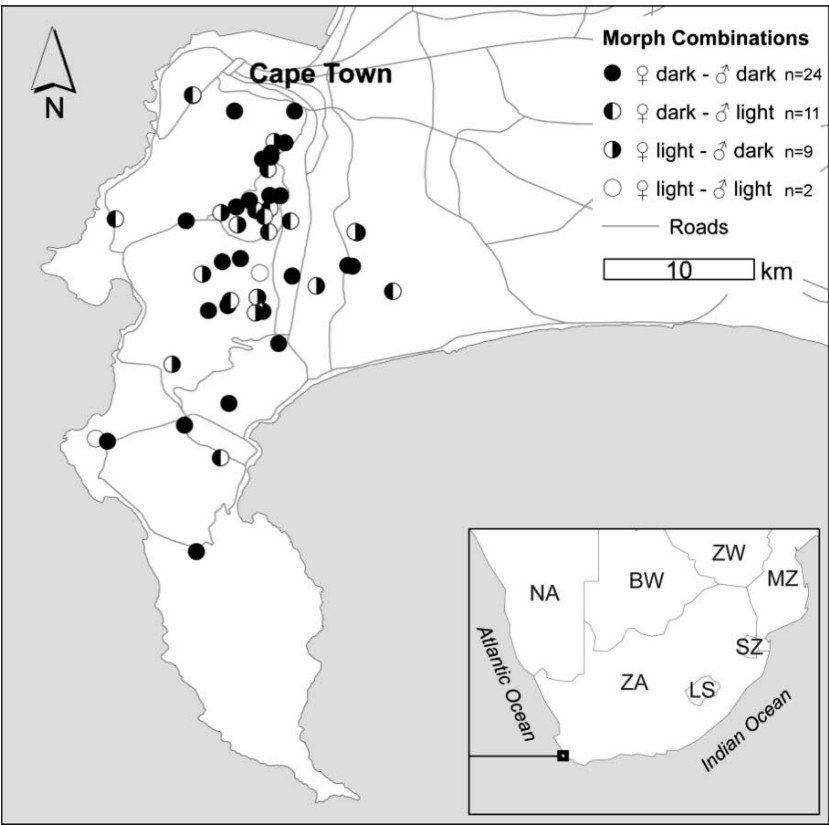 N
Cape Town
Morph Combinations
♀ dark - ♂ dark n=24
♀ dark - ♂ light n=11
♀ light - ♂ dark n=9
♀ light - ♂ light n=2
Roads
10 km
NA
BW
ZW
MZ
SZ
ZA
LS
Atlantic Ocean
Indian Ocean